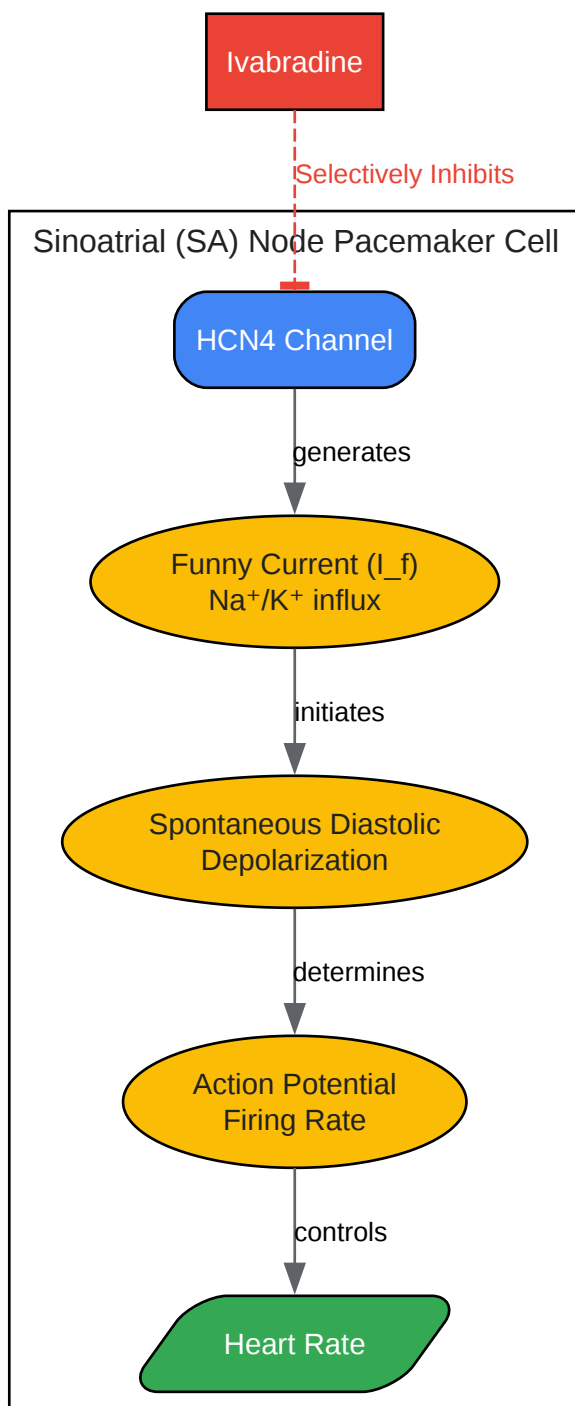 Ivabradine
Selectively Inhibits
Sinoatrial (SA) Node Pacemaker Cell
HCN4 Channel
generates
Funny Current (I_f)
Na⁺/K⁺ influx
initiates
Spontaneous Diastolic
Depolarization
determines
Action Potential
Firing Rate
controls
Heart Rate